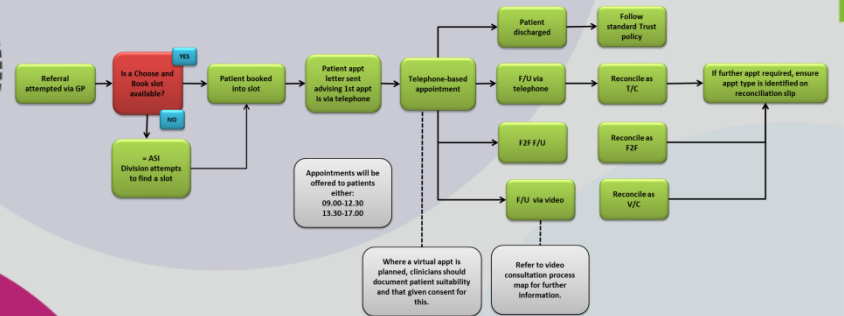 Referral
attempted via GP
Is a Choose and
Book slot
available?
YES
NO
= ASI
Division attempts
to find a slot
Patient booked
into slot
Patient appt
letter sent
advising 1st appt
is via telephone
Telephone-based
appointment
Patient
discharged
Follow
standard Trust
policy
F/U via
telephone
Reconcile as
T/C
If further appt required, ensure
appt type is identified on
reconciliation slip
F2F F/U
Reconcile as
F2F
F/U via video
Reconcile as
V/C
Appointments will be
offered to patients
either:
09.00-12.30
13.30-17.00
Where a virtual appt is
planned, clinicians should
document patient suitability
and that given consent for
this.
Refer to video
consultation process
map for further
information.